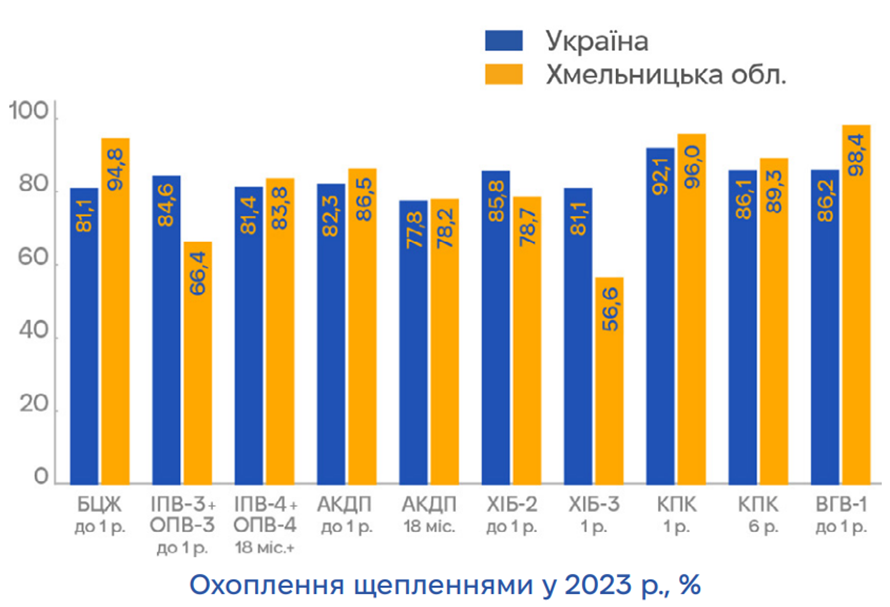 Україна
Хмельницька обл.
100
80
60
40
20
0
81,1
94,8
84,6
66,4
81,4
83,8
82,3
86,5
77,8
78,2
85,8
78,7
81,1
56,6
92,1
96,0
86,1
89,3
86,2
98,4
БЦЖ
до 1 р.
ІПВ-3+
ОПВ-3
до 1 р.
ІПВ-4+
ОПВ-4
18 міс.+
АКДП
до 1 р.
АКДП
18 міс.
ХІБ-2
до 1 р.
ХІБ-3
1 р.
КПК
1 р.
КПК
6 р.
ВГВ-1
до 1 р.
Охоплення щепленнями у 2023 р., %